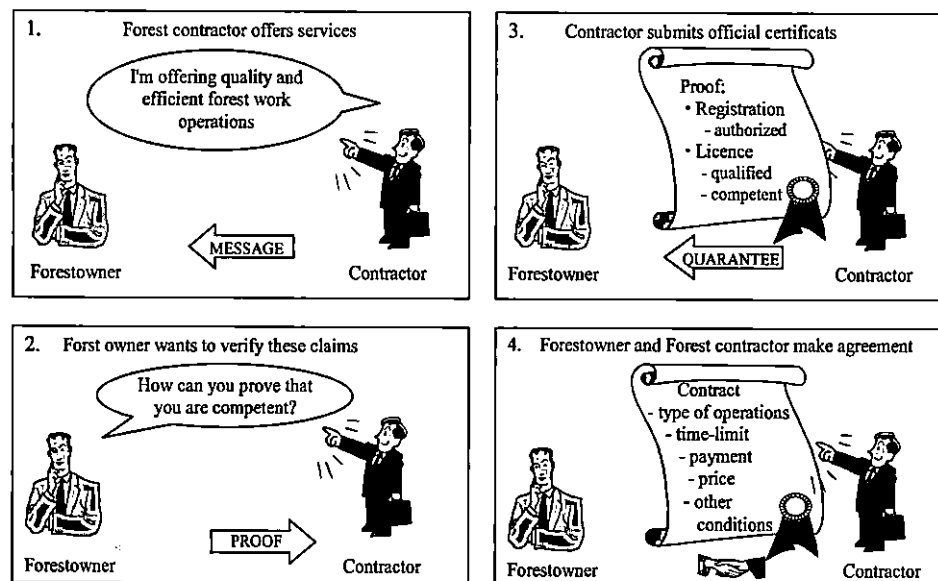 1. Forest contractor offers services
I'm offering quality and
efficient forest work
operations
MESSAGE
Forestowner
Contractor
2. Forst owner wants to verify these claims
How can you prove that
you are competent?
PROOF
Forestowner
Contractor
3. Contractor submits official certificats
Proof:
• Registration
- authorized
• Licence
- qualified
- competent
QUARANTEE
Forestowner
Contractor
4. Forestowner and Forest contractor make agreement
Contract
- type of operations
- time-limit
- payment
- price
- other
conditions
Forestowner
Contractor